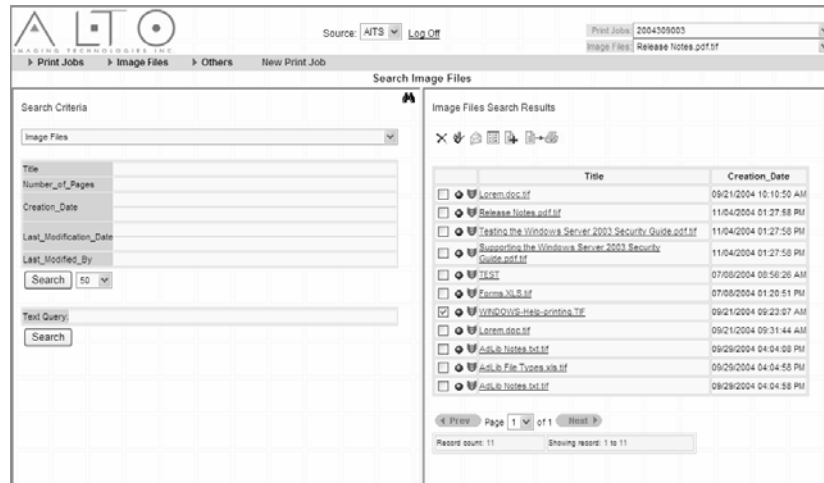 ALTO
IMAGING TECHNOLOGIES INC.
Source: AITS Log Off
Print Jobs: 2004309003
Image Files: Release Notes.pdf.tif
Print Jobs Image Files Others New Print Job
Search Image Files
Search Criteria
Image Files
Title
Number_of_Pages
Creation_Date
Last_Modification_Date
Last_Modified_By
Search 50
Text Query:
Search
Image Files Search Results
Title Creation_Date
Lorem.doc.tif 09/21/2004 10:10:50 AM
Release Notes.pdf.tif 11/04/2004 01:27:58 PM
Testing the Windows Server 2003 Security Guide.pdf.tif 11/04/2004 01:27:58 PM
Supporting the Windows Server 2003 Security
Guide.pdf.tif 11/04/2004 01:27:58 PM
TEST 07/08/2004 08:56:26 AM
Forms.XLS.tif 07/08/2004 01:20:51 PM
WINDOWS-Help-printing.TIF 09/21/2004 09:23:07 AM
Lorem.doc.tif 09/21/2004 09:31:44 AM
AdLib Notes.txt.tif 09/29/2004 04:04:08 PM
AdLib File Types.xls.tif 09/29/2004 04:04:58 PM
AdLib Notes.txt.tif 09/29/2004 04:04:58 PM
Prev Page 1 of 1 Next
Record count: 11 Showing record: 1 to 11